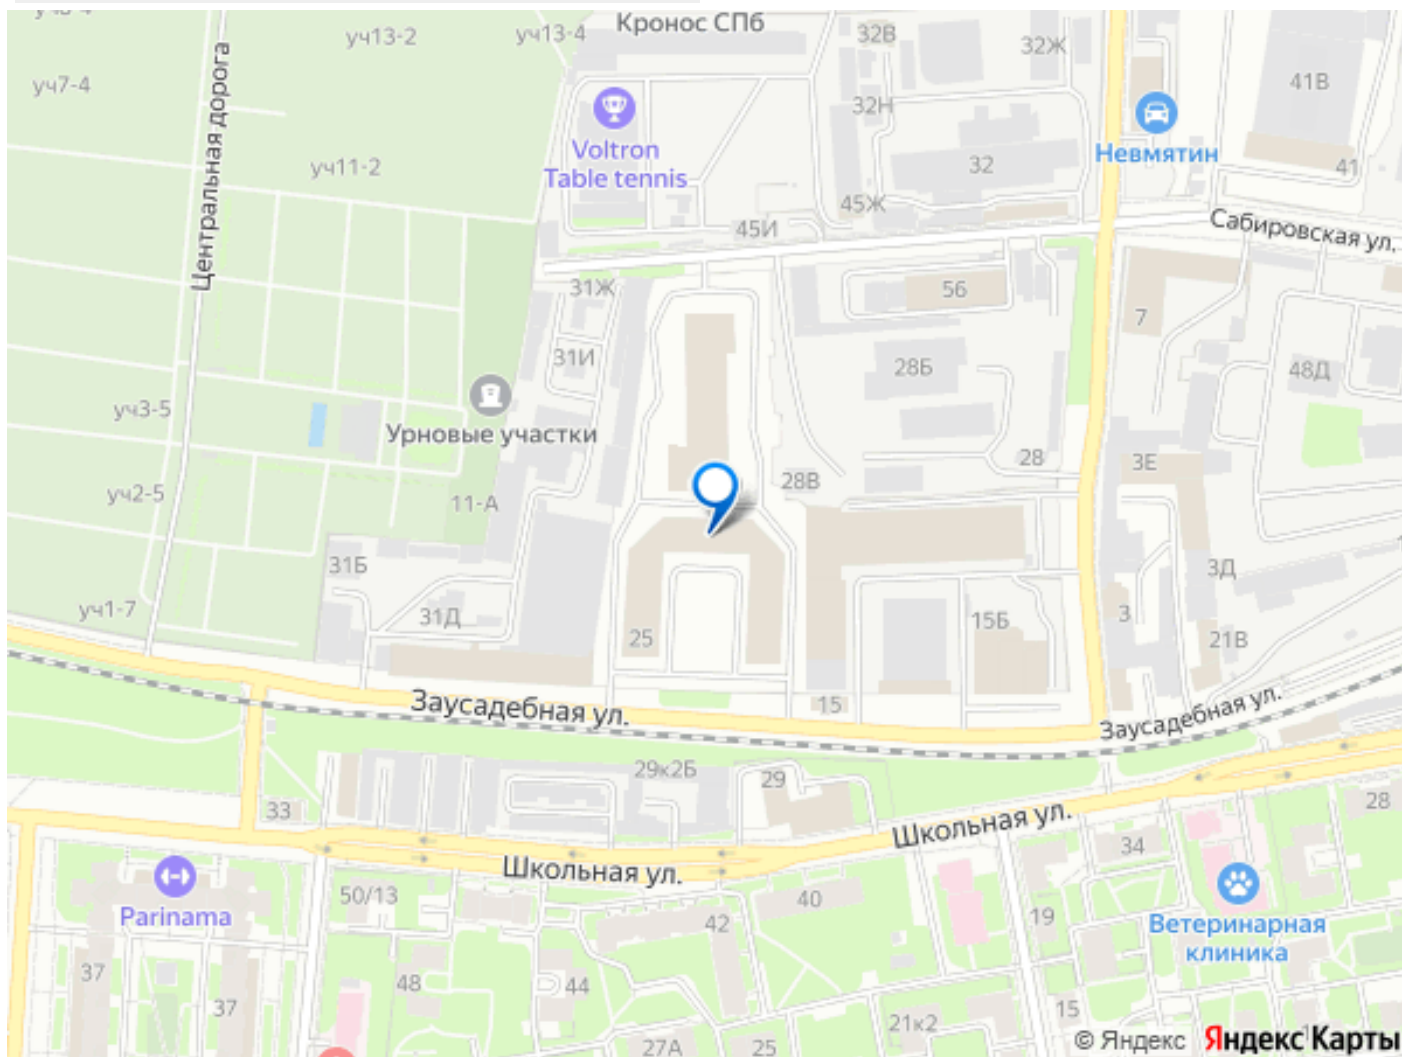 Кронос СПб
уч13-2
уч13-4
32В
32Ж
уч7-4
41В
Центральная дорога
32Н
Voltron
Table tennis
Невмятин
уч11-2
32
41
45Ж
45И
Сабировская ул.
31Ж
56
7
31И
28Б
48Д
уч3-5
Урновые участки
28
3Е
28В
уч2-5
11-А
31Б
3Д
уч1-7
31Д
25
15Б
3
21В
Заусадебная ул.
15
Заусадебная ул.
29к2Б
29
33
28
Школьная ул.
34
Школьная ул.
Parinama
50/13
40
42
19
Ветеринарная
клиника
37
48
44
37
21к2
15
27А
25
© Яндекс Яндекс Карты